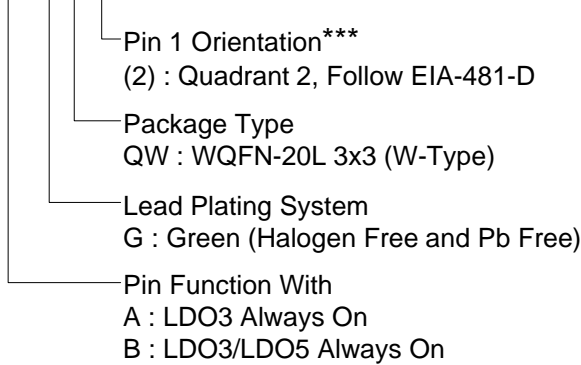 Pin 1 Orientation***
(2) : Quadrant 2, Follow EIA-481-D
Package Type
QW : WQFN-20L 3x3 (W-Type)
Lead Plating System
G : Green (Halogen Free and Pb Free)
Pin Function With
A : LDO3 Always On
B : LDO3/LDO5 Always On